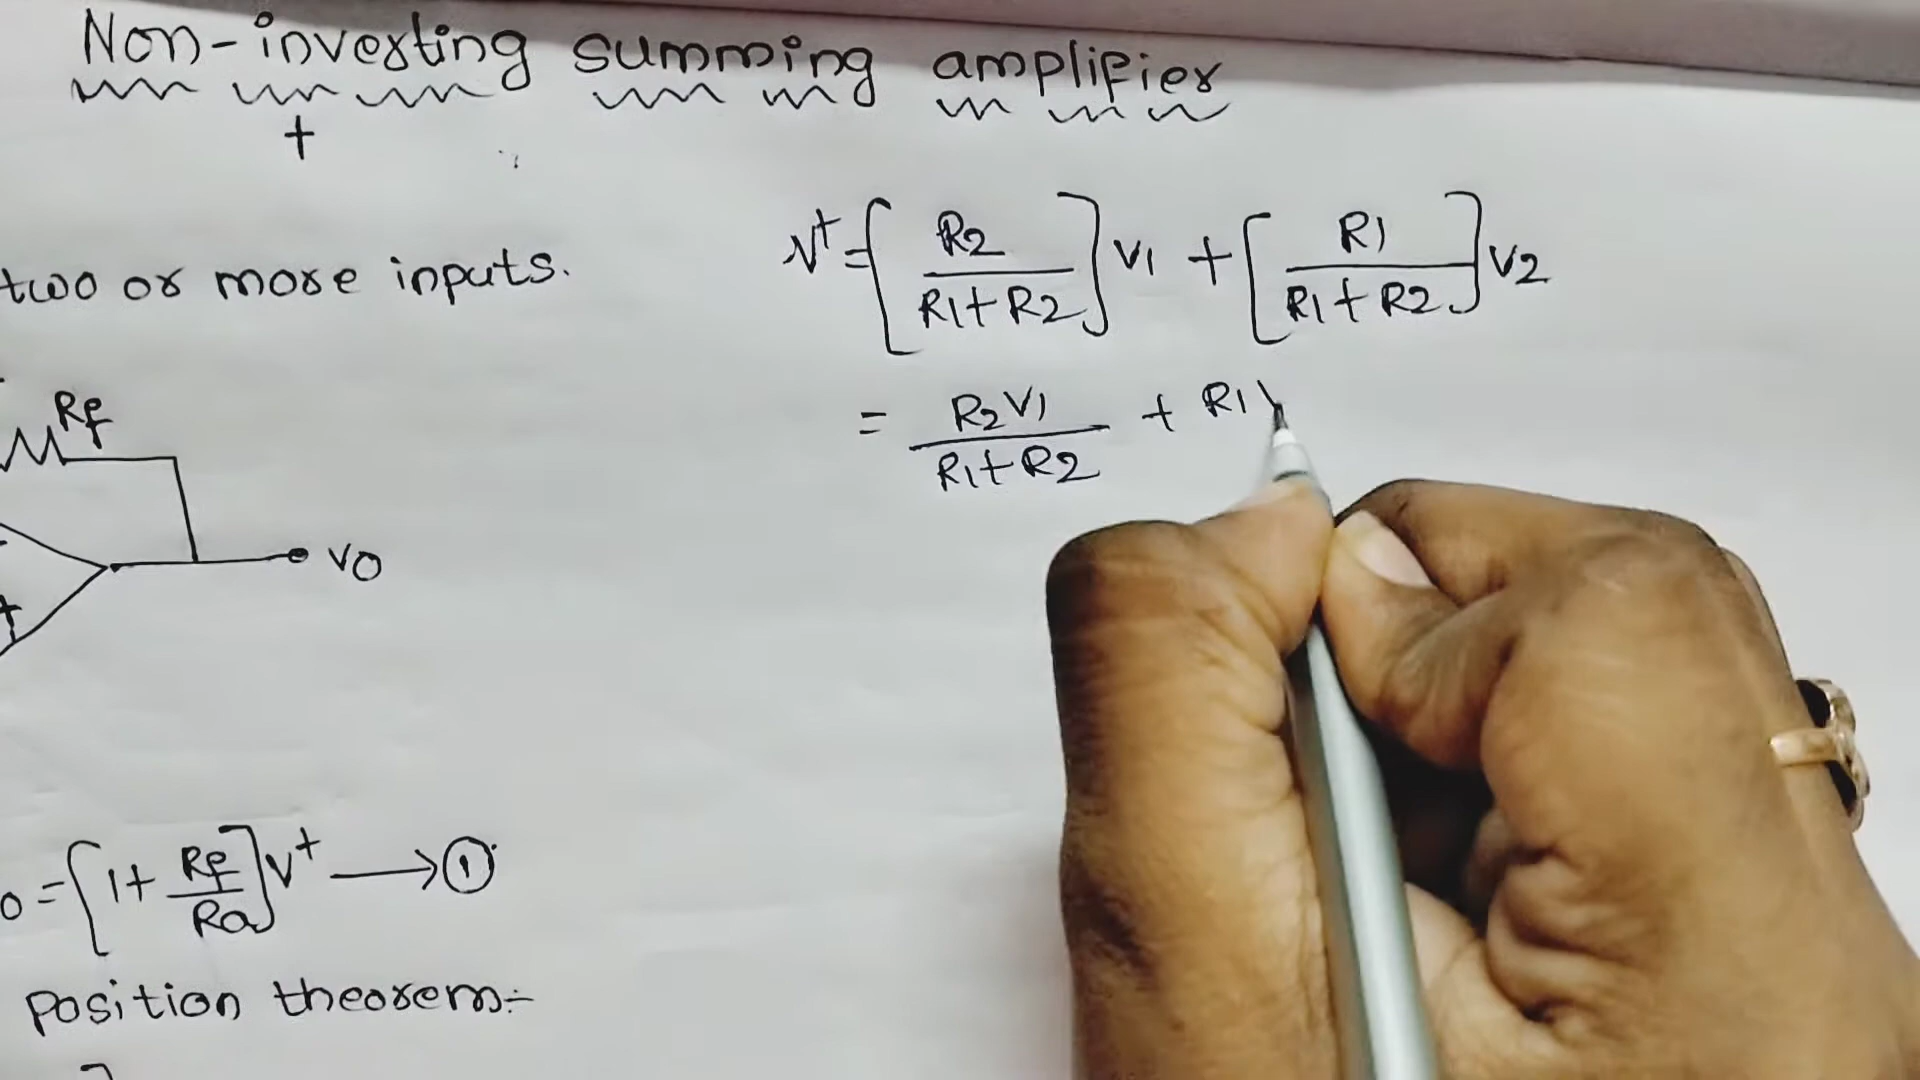 Non-inverting summing amplifier
+
two or more inputs.
V+ = [R2 / R1+R2] V1 + [R1 / R1+R2] V2
= R2V1 / R1+R2 + R1
Rf
VO
+
0 = [1 + Rf / Ra] V+ → ①
Position theorem:-